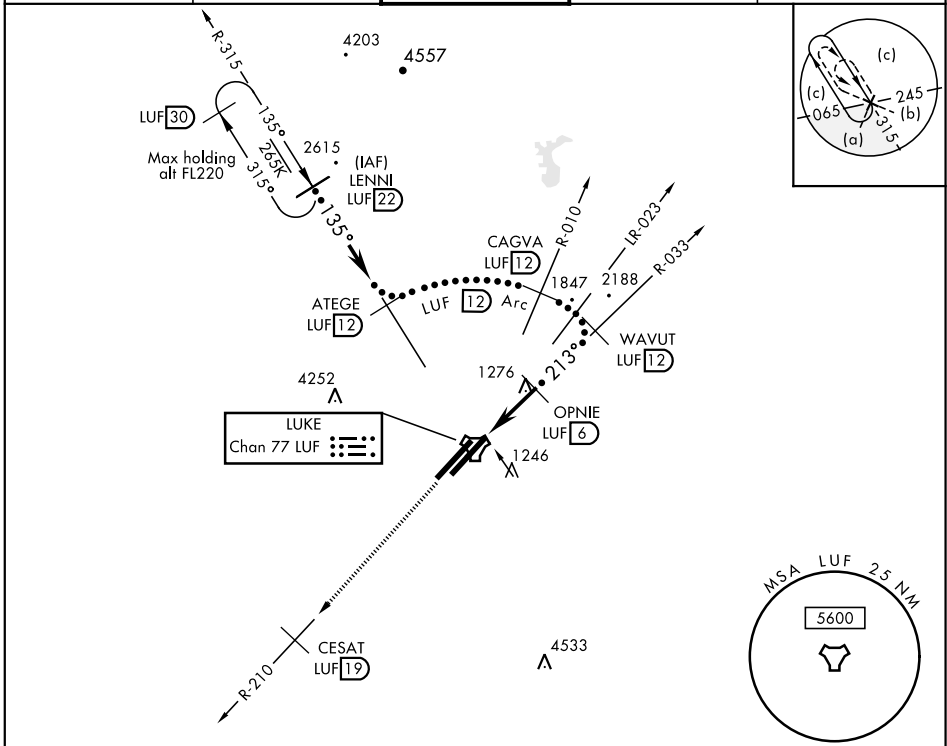 R-315
4203
4557
LUF 30
135°
265K
315°
Max holding
alt FL220
2615
(IAF)
LENNI
LUF 22
135°
(c)
(c)
245
065
(b)
(a)
315
R-010
LR-023
R-033
CAGVA
LUF 12
1847
2188
ATEGE
LUF 12
LUF 12 Arc
WAVUT
LUF 12
213°
4252
1276
OPNIE
LUF 6
LUKE
Chan 77 LUF
1246
MSA LUF 25 NM
5600
CESAT
LUF 19
R-210
4533